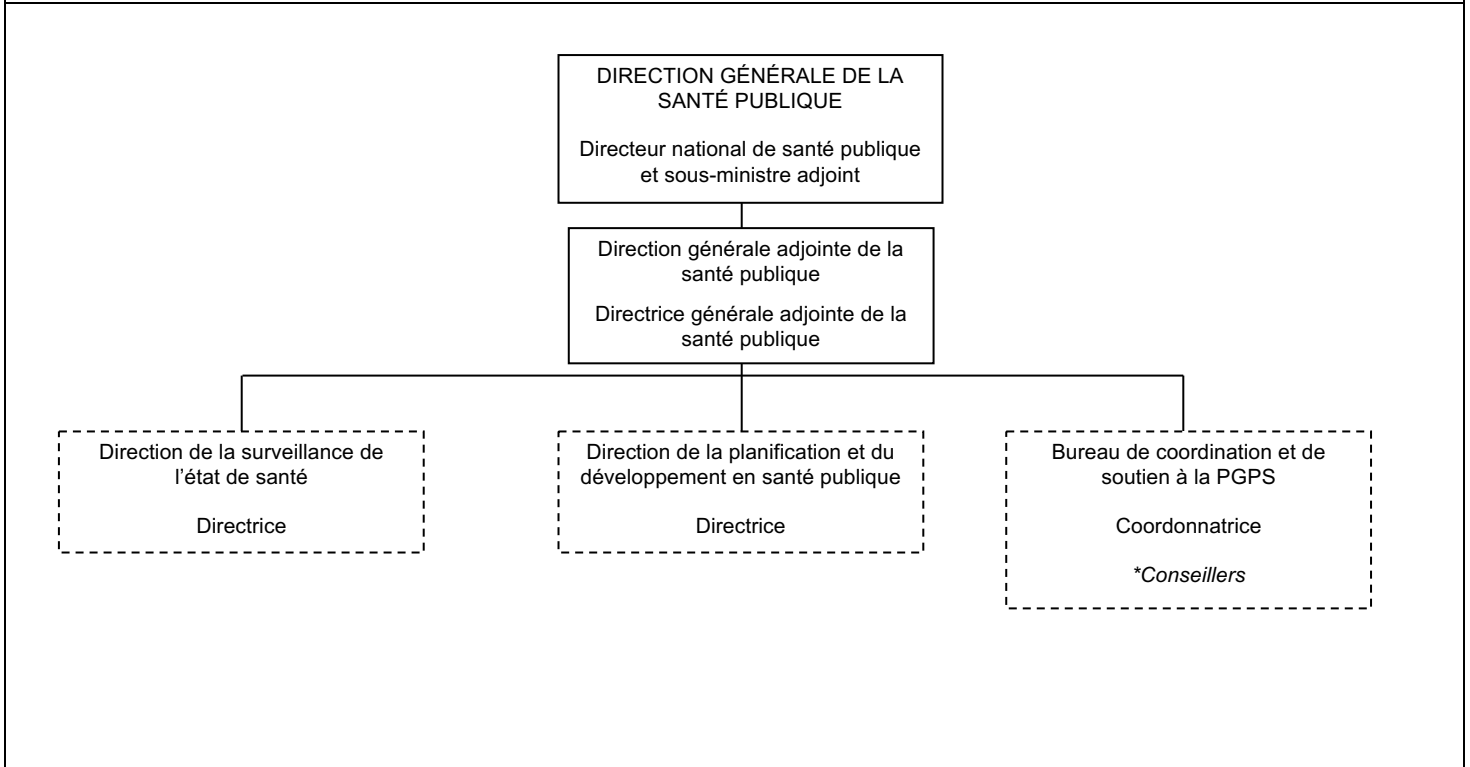 DIRECTION GÉNÉRALE DE LA
SANTÉ PUBLIQUE
Directeur national de santé publique
et sous-ministre adjoint
Direction générale adjointe de la
santé publique
Directrice générale adjointe de la
santé publique
Direction de la surveillance de
l'état de santé
Directrice
Direction de la planification et du
développement en santé publique
Directrice
Bureau de coordination et de
soutien à la PGPS
Coordonnatrice
*Conseillers